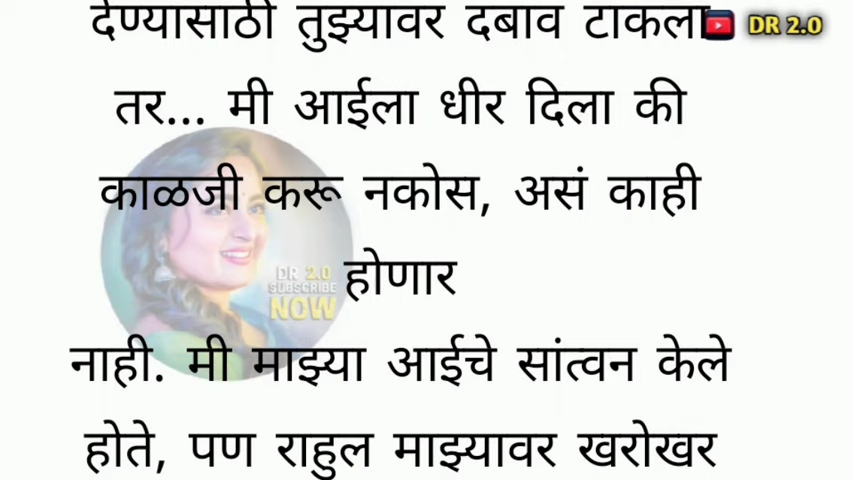 देण्यासाठी तुझ्यावर दबाव टाकला
DR 2.0
तर... मी आईला धीर दिला की
काळजी करू नकोस, असं काही
होणार
DR 2.0
SUBSCRIBE
NOW
नाही. मी माझ्या आईचे सांत्वन केले
होते, पण राहुल माझ्यावर खरोखर